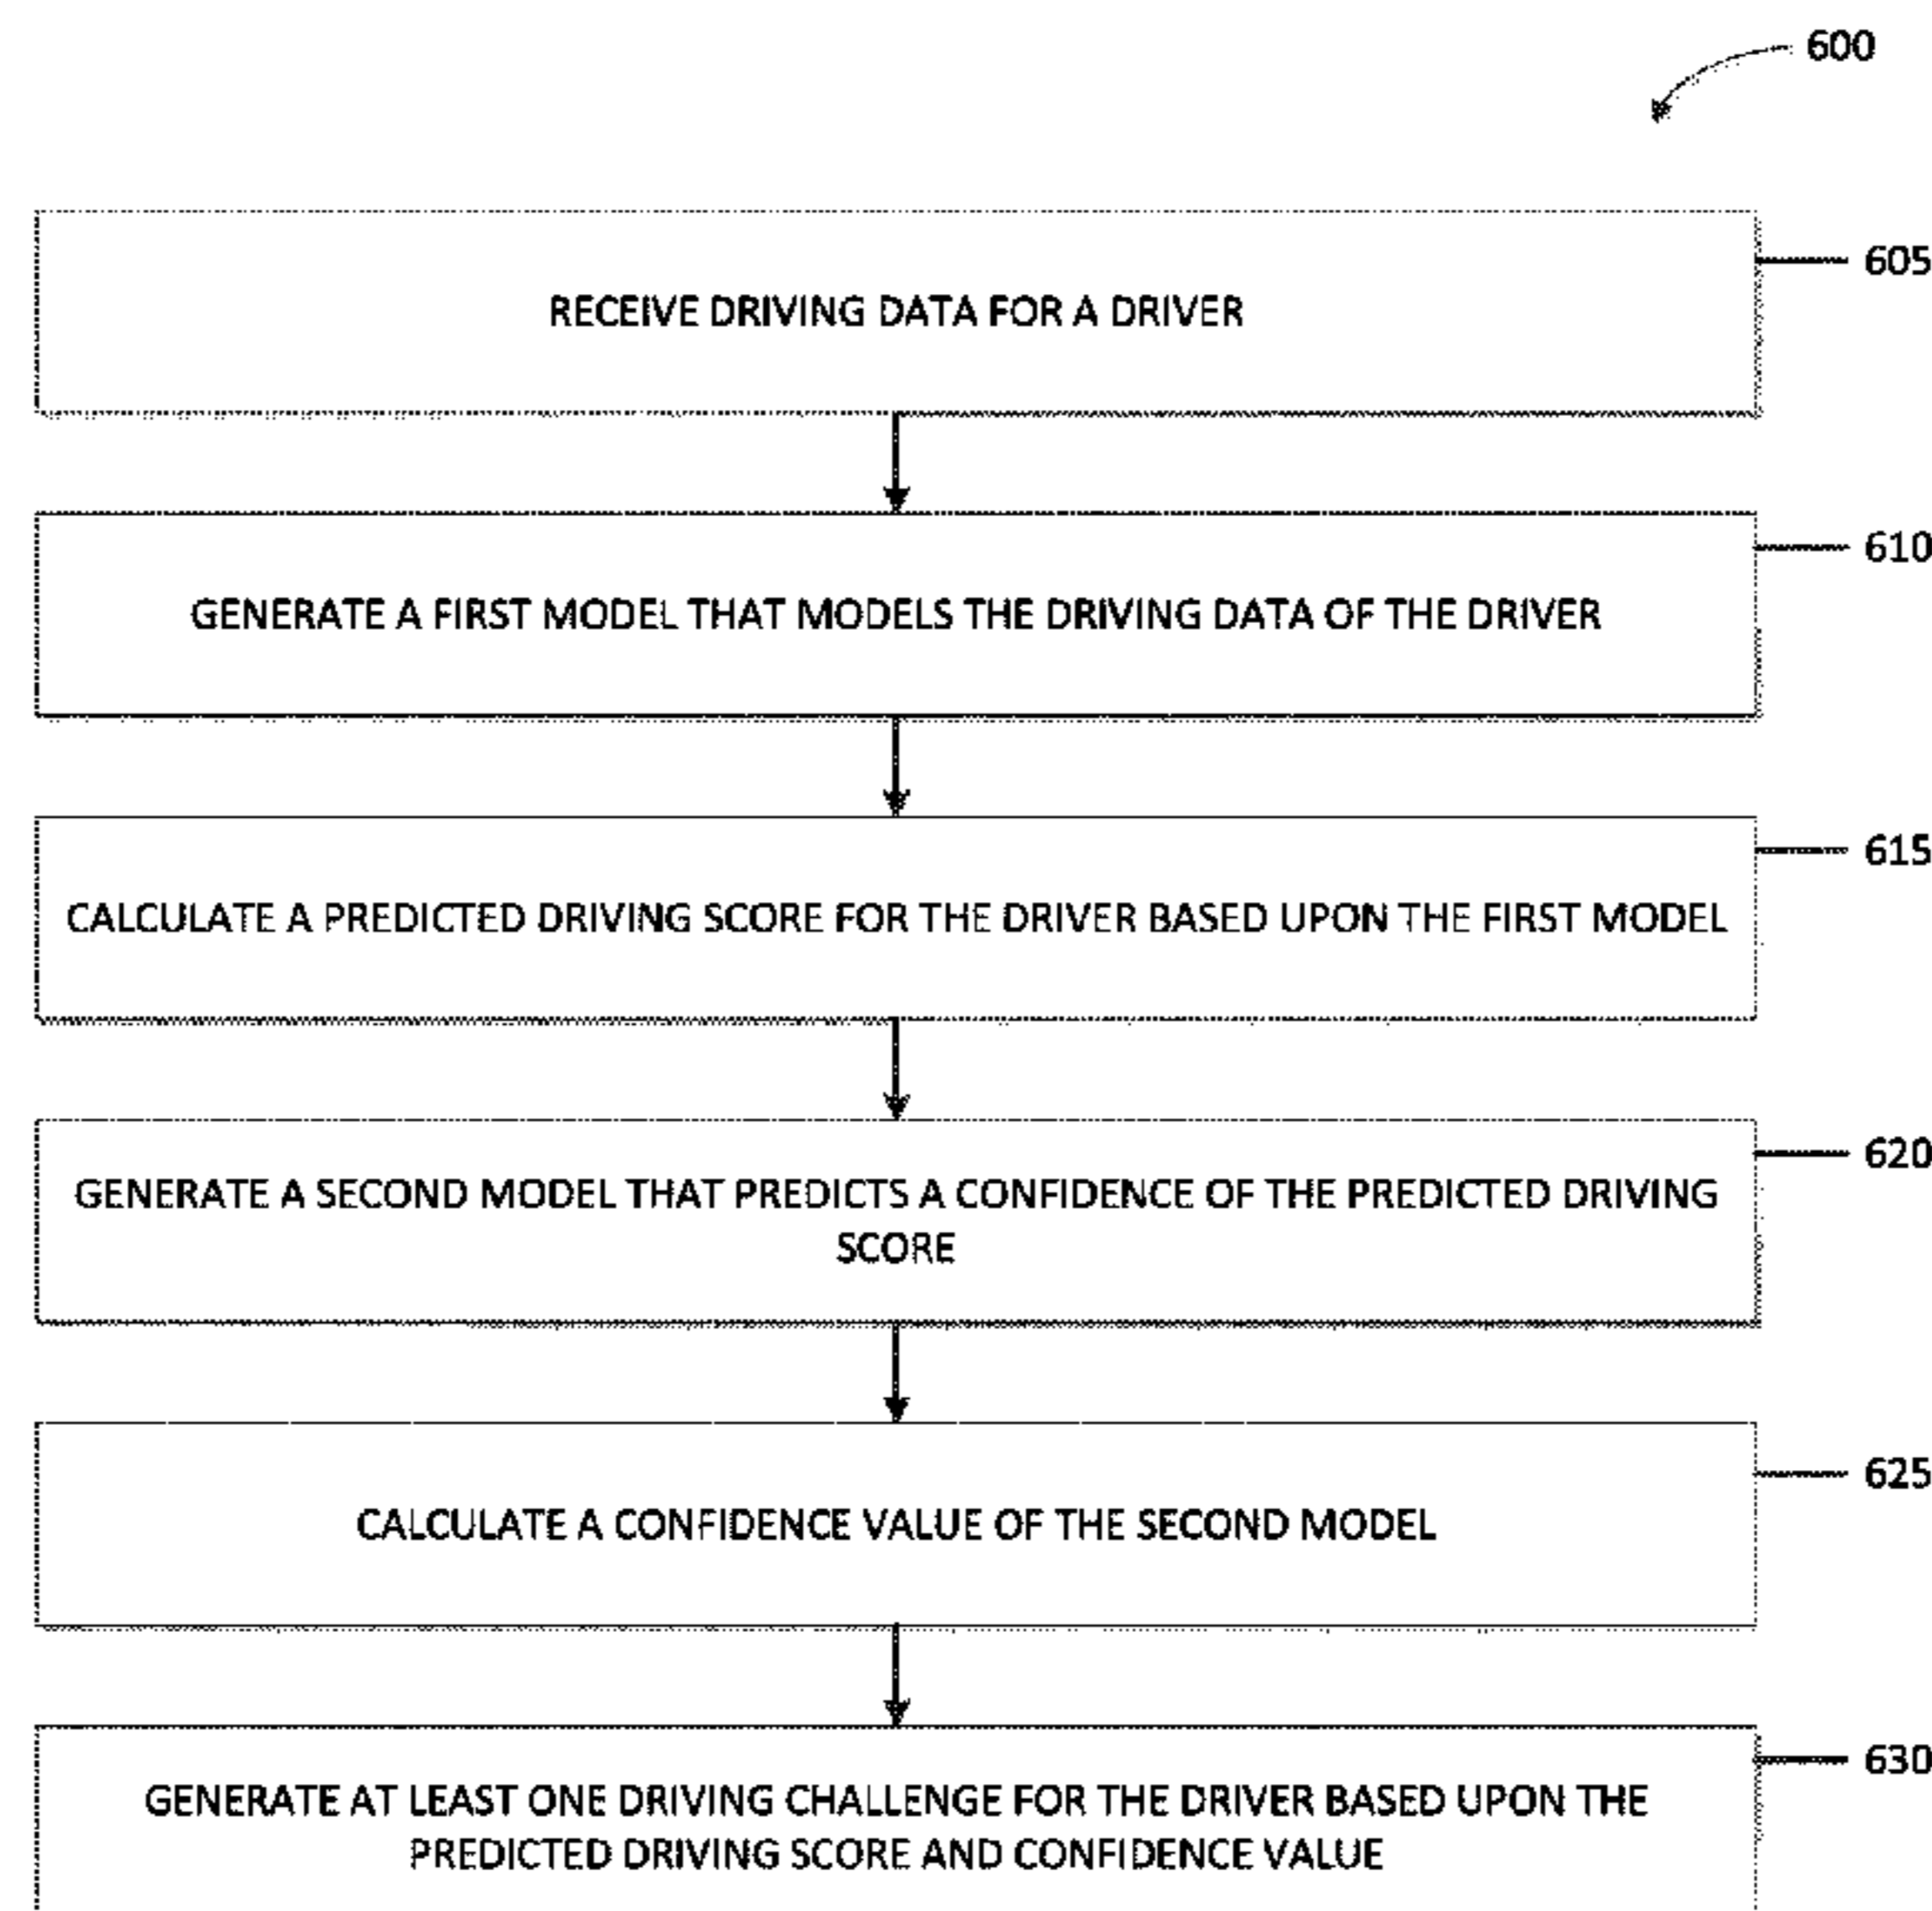 600
RECEIVE DRIVING DATA FOR A DRIVER
605
GENERATE A FIRST MODEL THAT MODELS THE DRIVING DATA OF THE DRIVER
610
CALCULATE A PREDICTED DRIVING SCORE FOR THE DRIVER BASED UPON THE FIRST MODEL
615
GENERATE A SECOND MODEL THAT PREDICTS A CONFIDENCE OF THE PREDICTED DRIVING
SCORE
620
CALCULATE A CONFIDENCE VALUE OF THE SECOND MODEL
625
GENERATE AT LEAST ONE DRIVING CHALLENGE FOR THE DRIVER BASED UPON THE
PREDICTED DRIVING SCORE AND CONFIDENCE VALUE
630